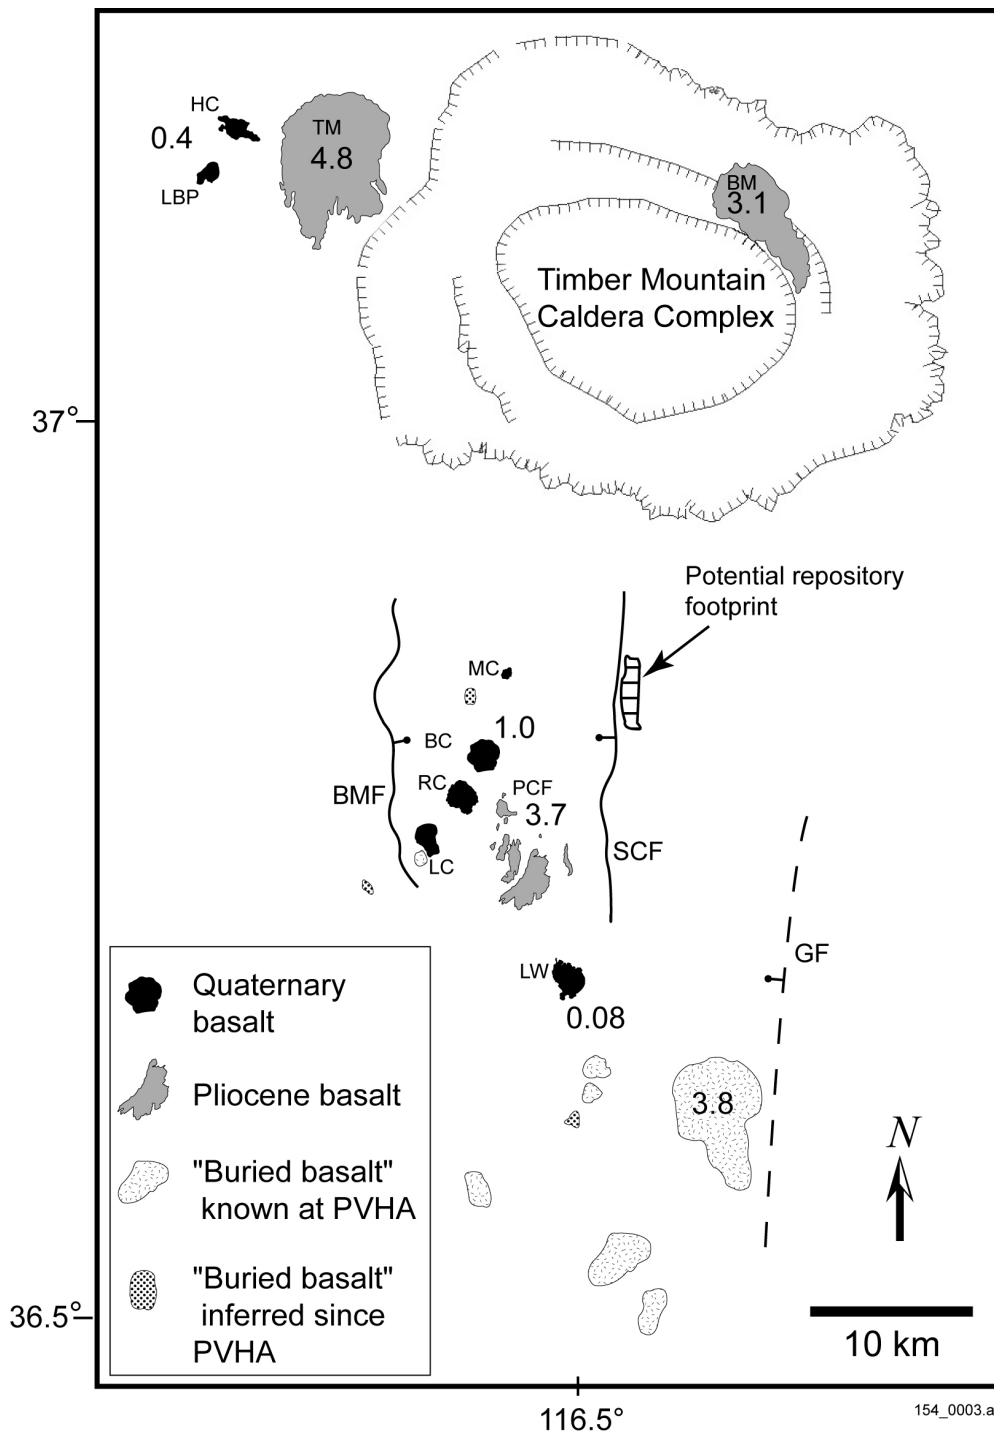 HC
0.4
LBP
TM
4.8
BM
3.1
Timber Mountain
Caldera Complex
37°
Potential repository
footprint
MC
1.0
BC
RC
PCF
3.7
BMF
SCF
LC
GF
LW
0.08
3.8
Quaternary
basalt
Pliocene basalt
"Buried basalt"
known at PVHA
"Buried basalt"
inferred since
PVHA
N
36.5°
10 km
116.5°
154_0003.a